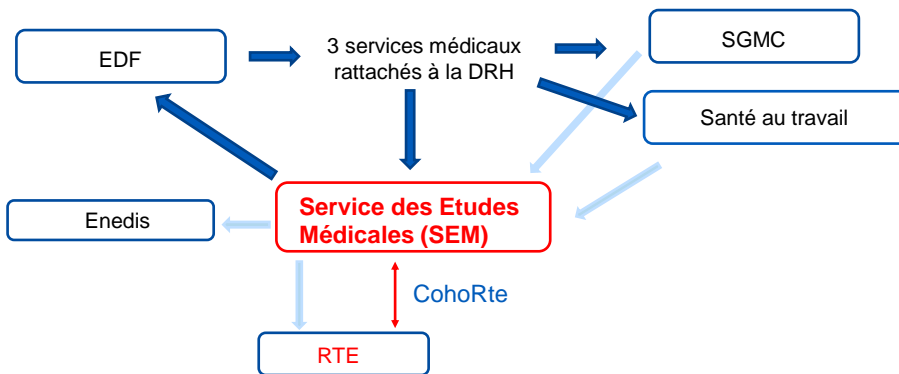 EDF
3 services médicaux
rattachés à la DRH
SGMC
Santé au travail
Service des Etudes
Médicales (SEM)
Enedis
CohoRte
RTE